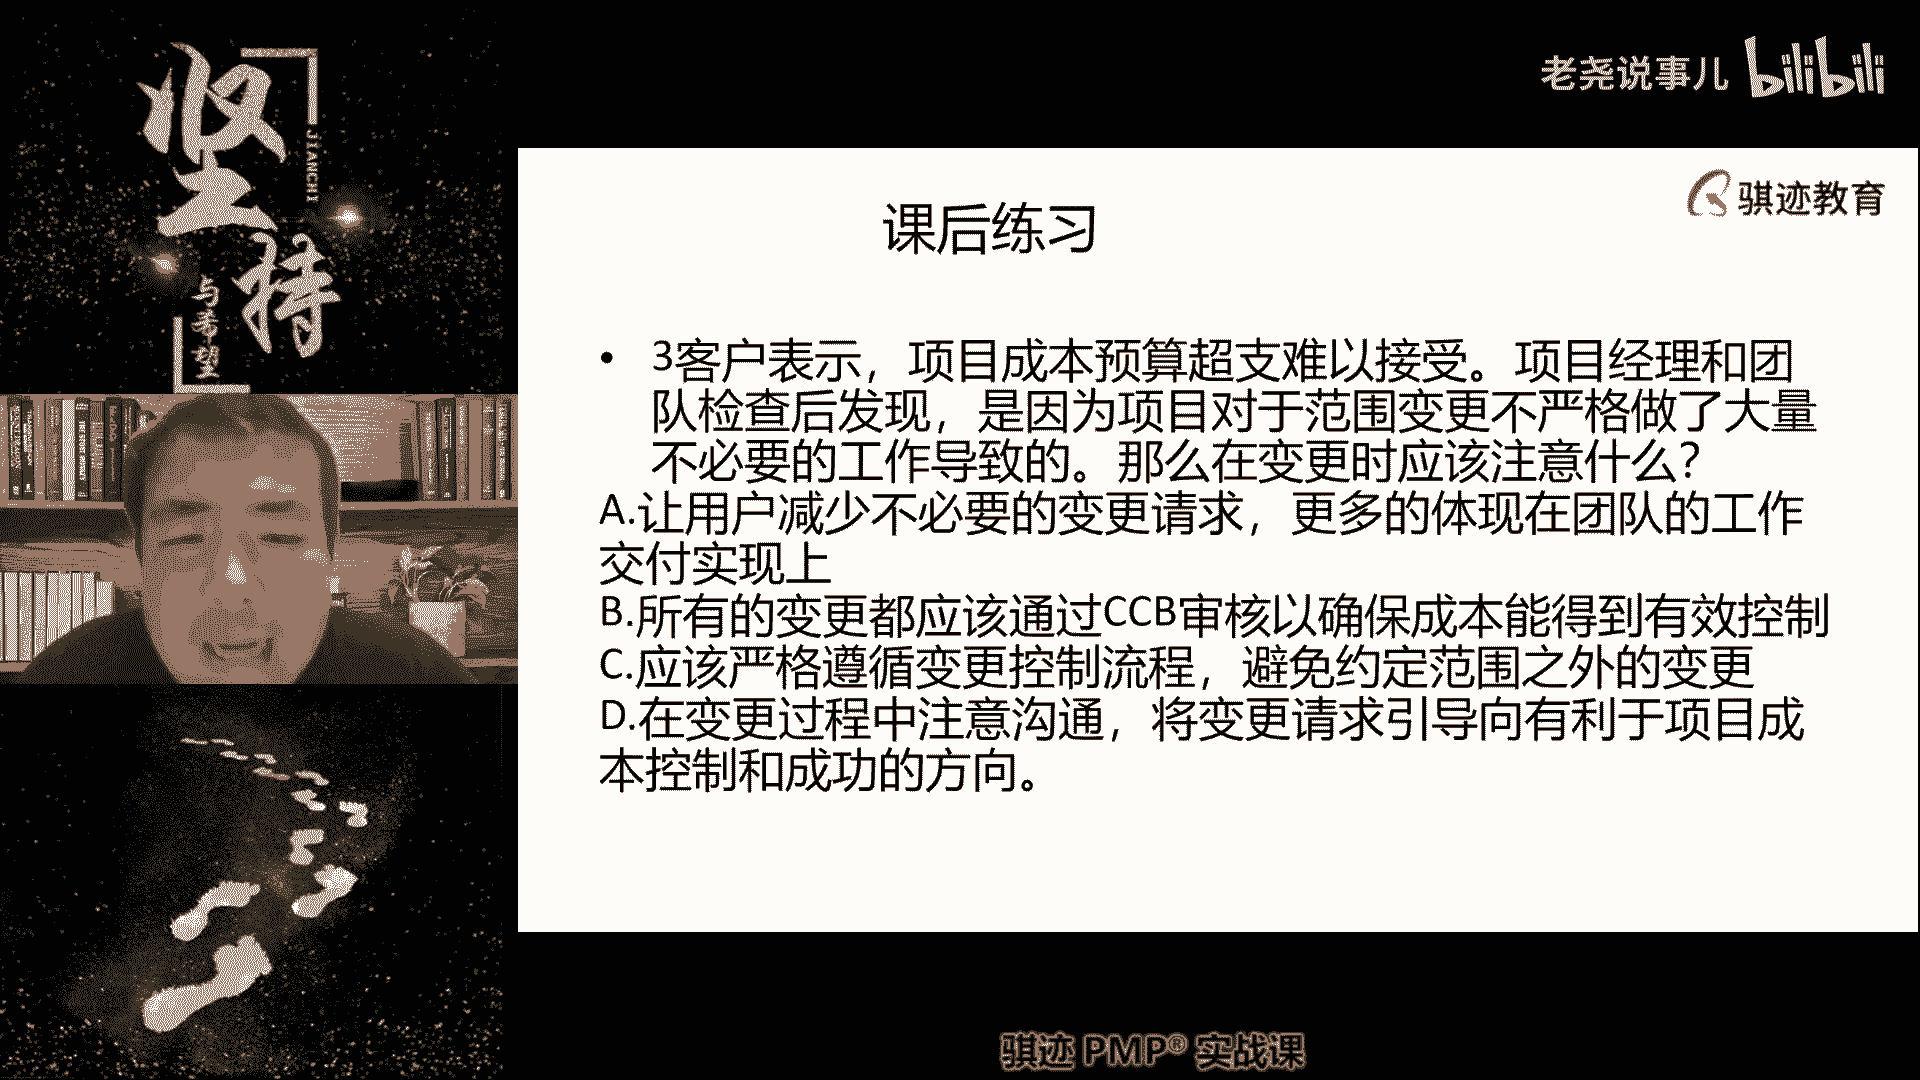 坚持
JIANCHI
与希望
老尧说事儿 bilibili
骐迹教育
课后练习
• 3客户表示，项目成本预算超支难以接受。项目经理和团
队检查后发现，是因为项目对于范围变更不严格做了大量
不必要的工作导致的。那么在变更时应该注意什么？
A.让用户减少不必要的变更请求，更多的体现在团队的工作
交付实现上
B.所有的变更都应该通过CCB审核以确保成本能得到有效控制
C.应该严格遵循变更控制流程，避免约定范围之外的变更
D.在变更过程中注意沟通，将变更请求引导向有利于项目成
本控制和成功的方向。
骐迹 PMP® 实战课